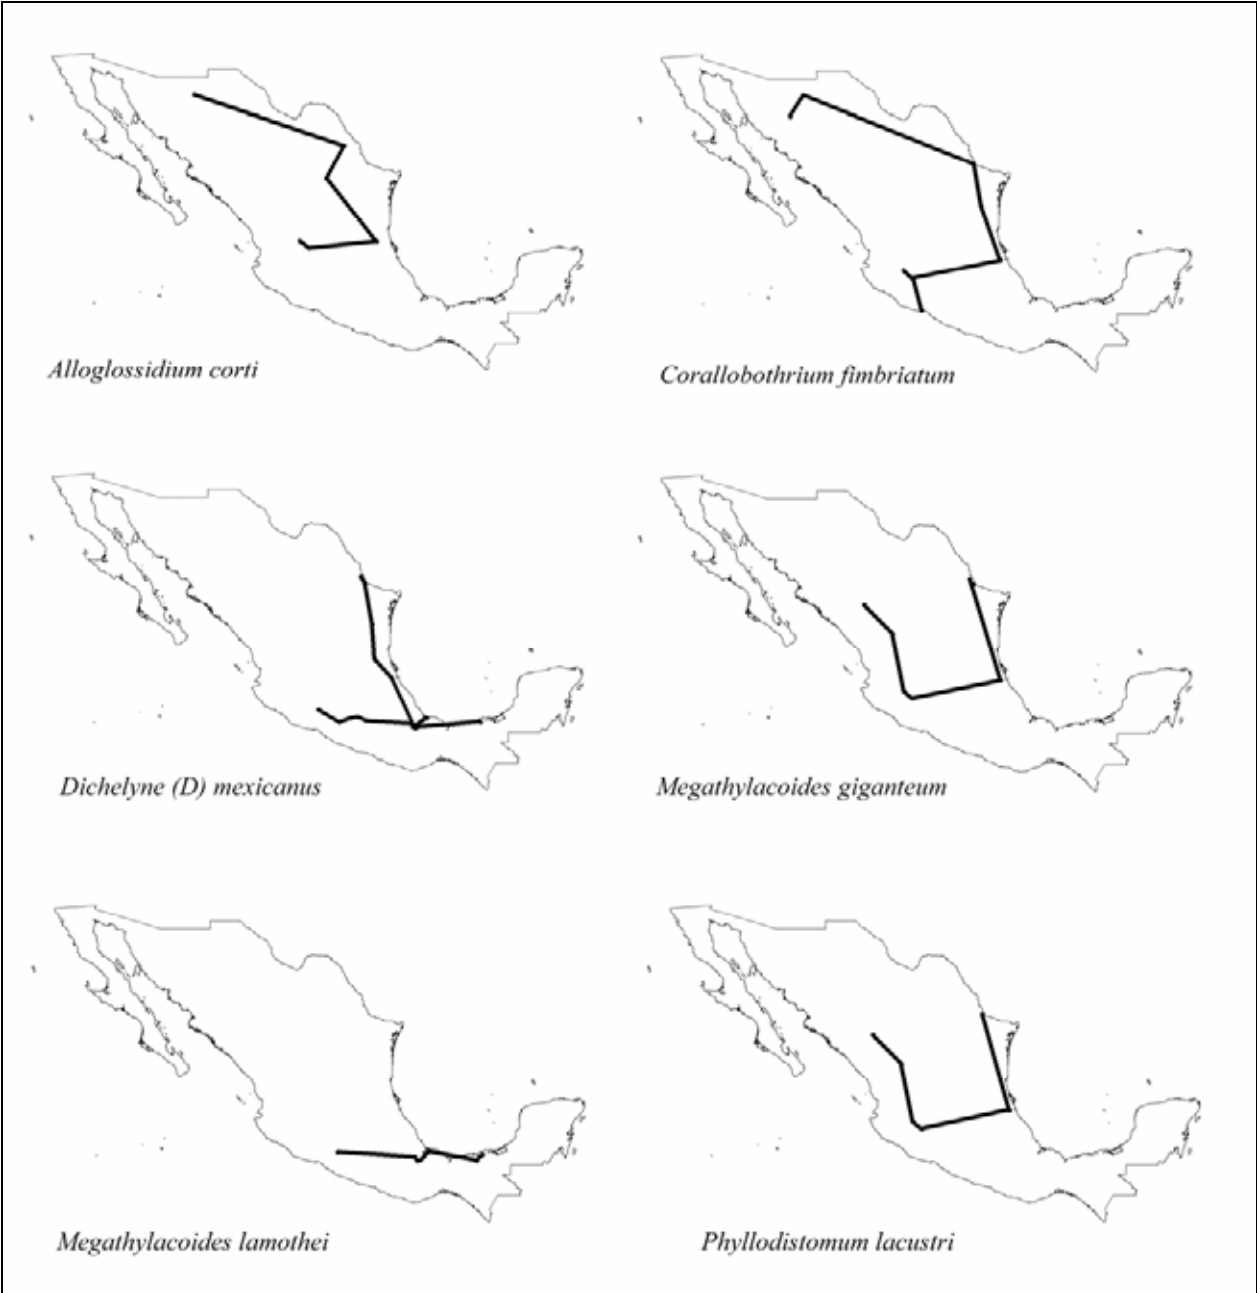 Alloglossidium corti
Corallobothrium fimbriatum
Dichelyne (D) mexicanus
Megathylacoides giganteum
Megathylacoides lamothei
Phyllodistomum lacustri